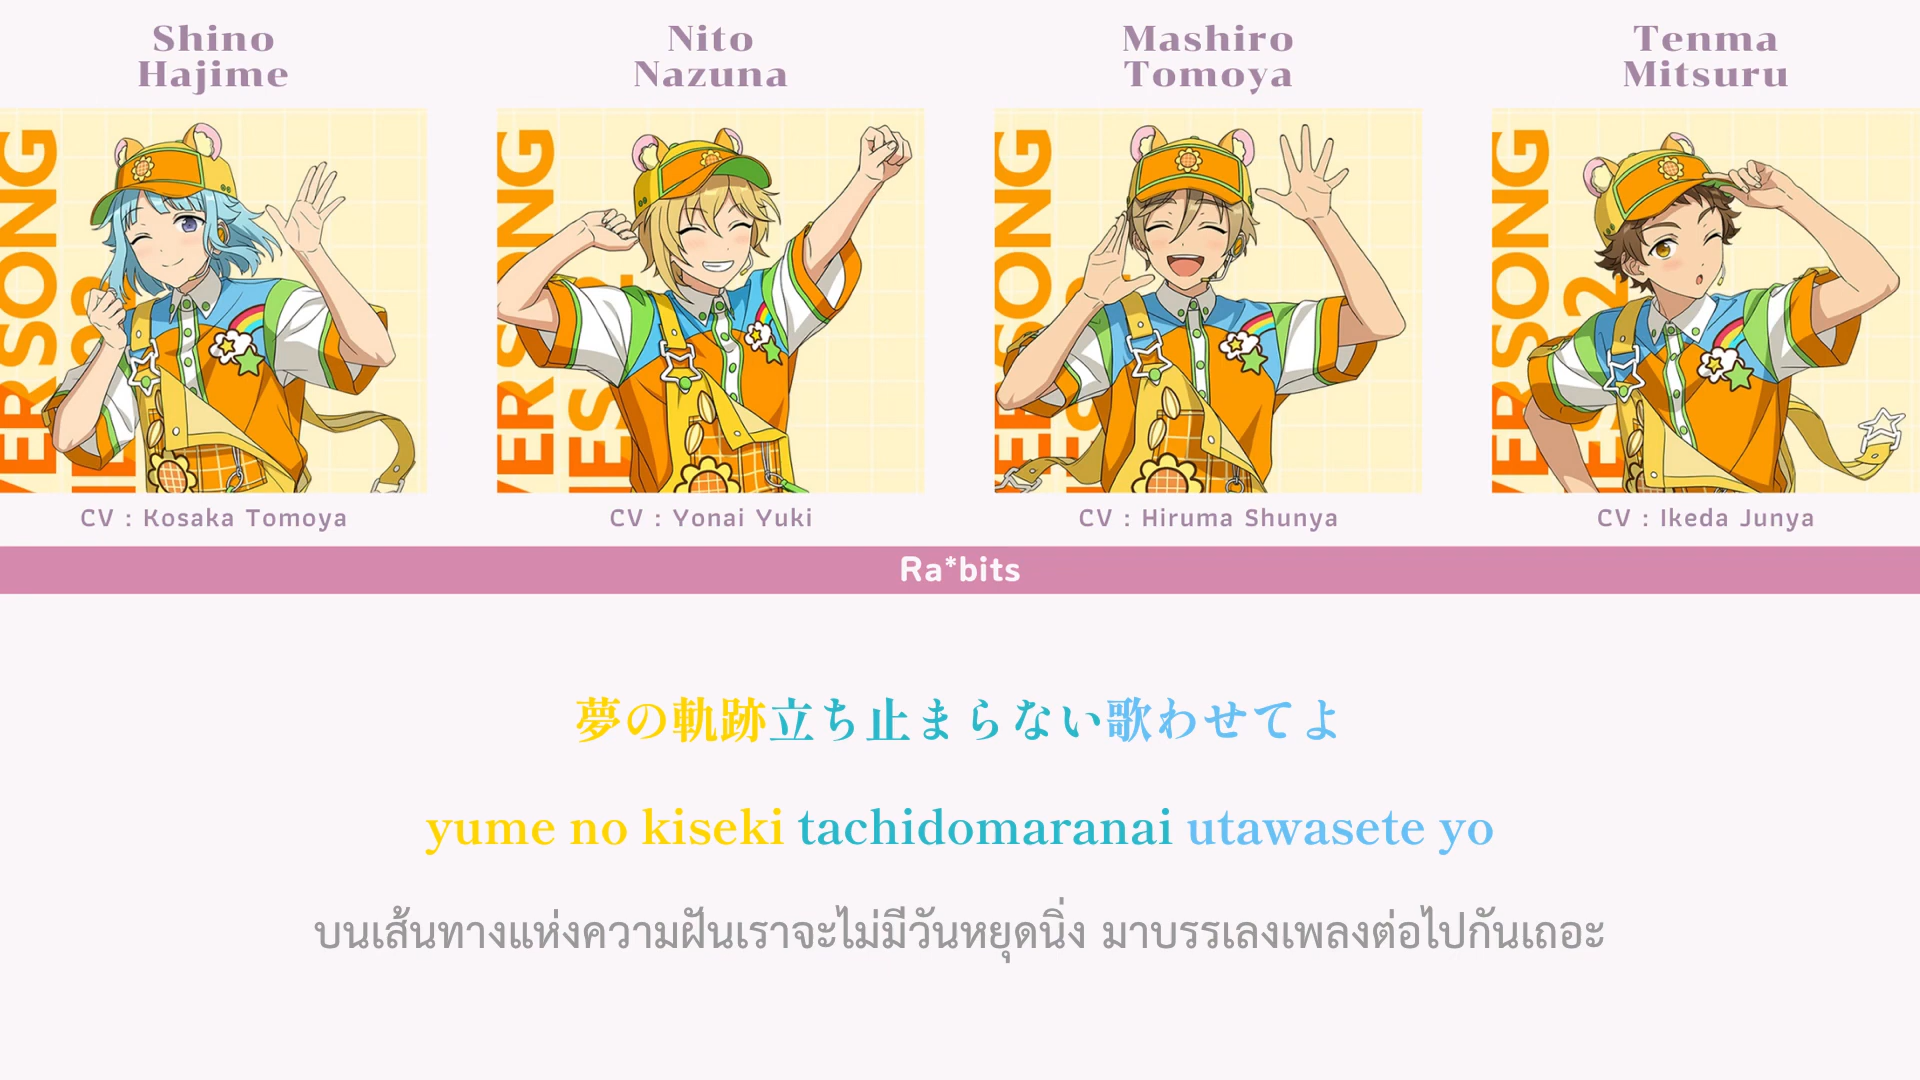 Shino
Hajime
Nito
Nazuna
Mashiro
Tomoya
Tenma
Mitsuru
CV : Kosaka Tomoya
CV : Yonai Yuki
CV : Hiruma Shunya
CV : Ikeda Junya
Ra*bits
夢の軌跡立ち止まらない歌わせてよ
yume no kiseki tachidomaranai utawasete yo
บนเส้นทางแห่งความฝันเราจะไม่มีวันหยุดนิ่ง มาบรรเลงเพลงต่อไปกันเถอะ